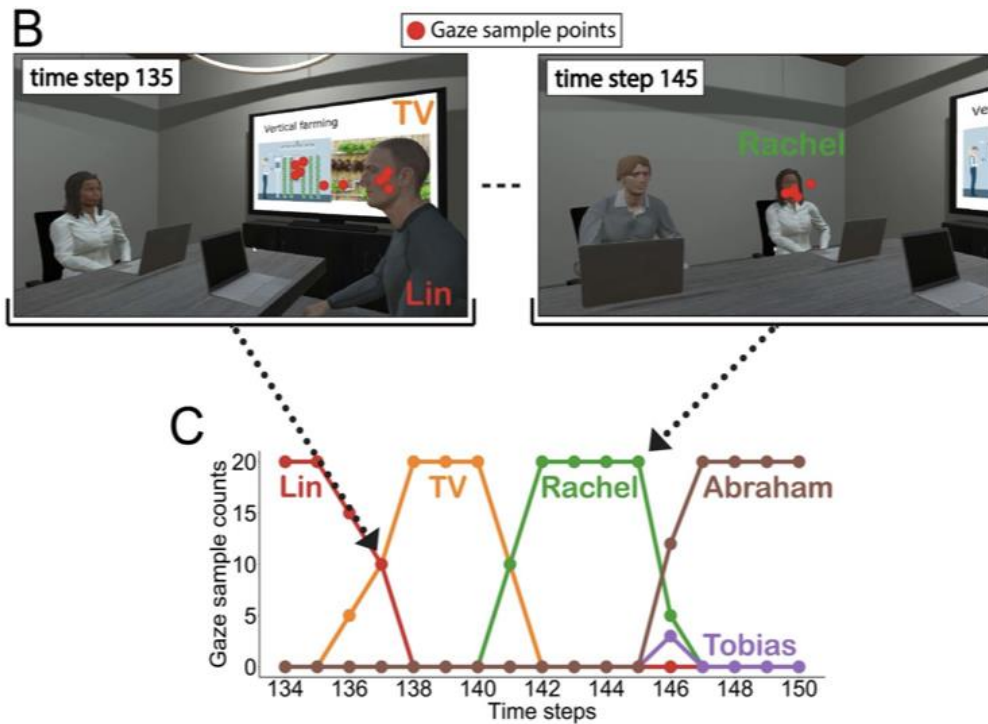 B
Gaze sample points
time step 135
Vertical farming
TV
Lin
time step 145
Rachel
Ve
C
Gaze sample counts
20
15
10
5
0
Lin
TV
Rachel
Abraham
Tobias
134 136 138 140 142 144 146 148 150
Time steps